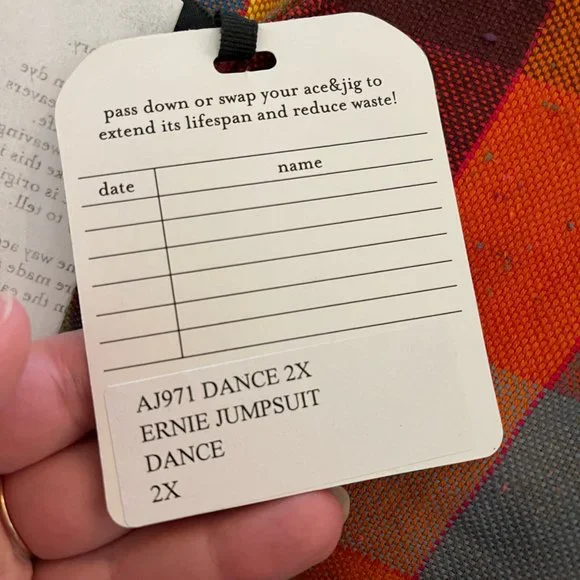 pass down or swap your ace&jig to
extend its lifespan and reduce waste!
date
name
AJ971 DANCE 2X
ERNIE JUMPSUIT
DANCE
2X